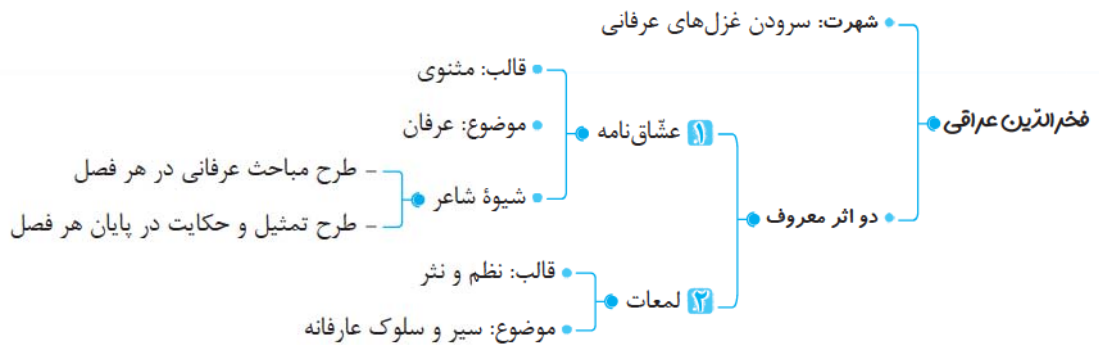 فخرالدّین عراقی
شهرت: سرودن غزل‌های عرفانی
دو اثر معروف
۱ عشّاق‌نامه
قالب: مثنوی
موضوع: عرفان
شیوهٔ شاعر
– طرح مباحث عرفانی در هر فصل
– طرح تمثیل و حکایت در پایان هر فصل
۲ لمعات
قالب: نظم و نثر
موضوع: سیر و سلوک عارفانه